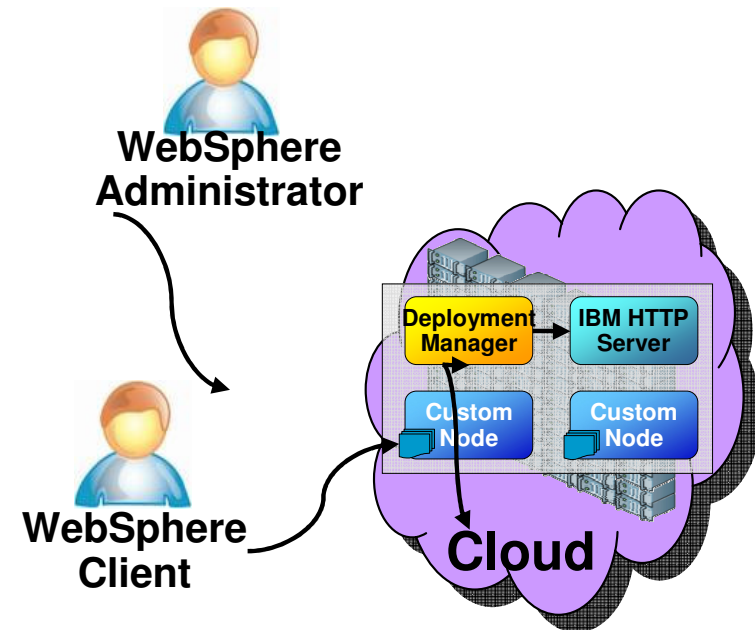 WebSphere
Administrator
Deployment
Manager
IBM HTTP
Server
Custom
Node
Custom
Node
WebSphere
Client
Cloud